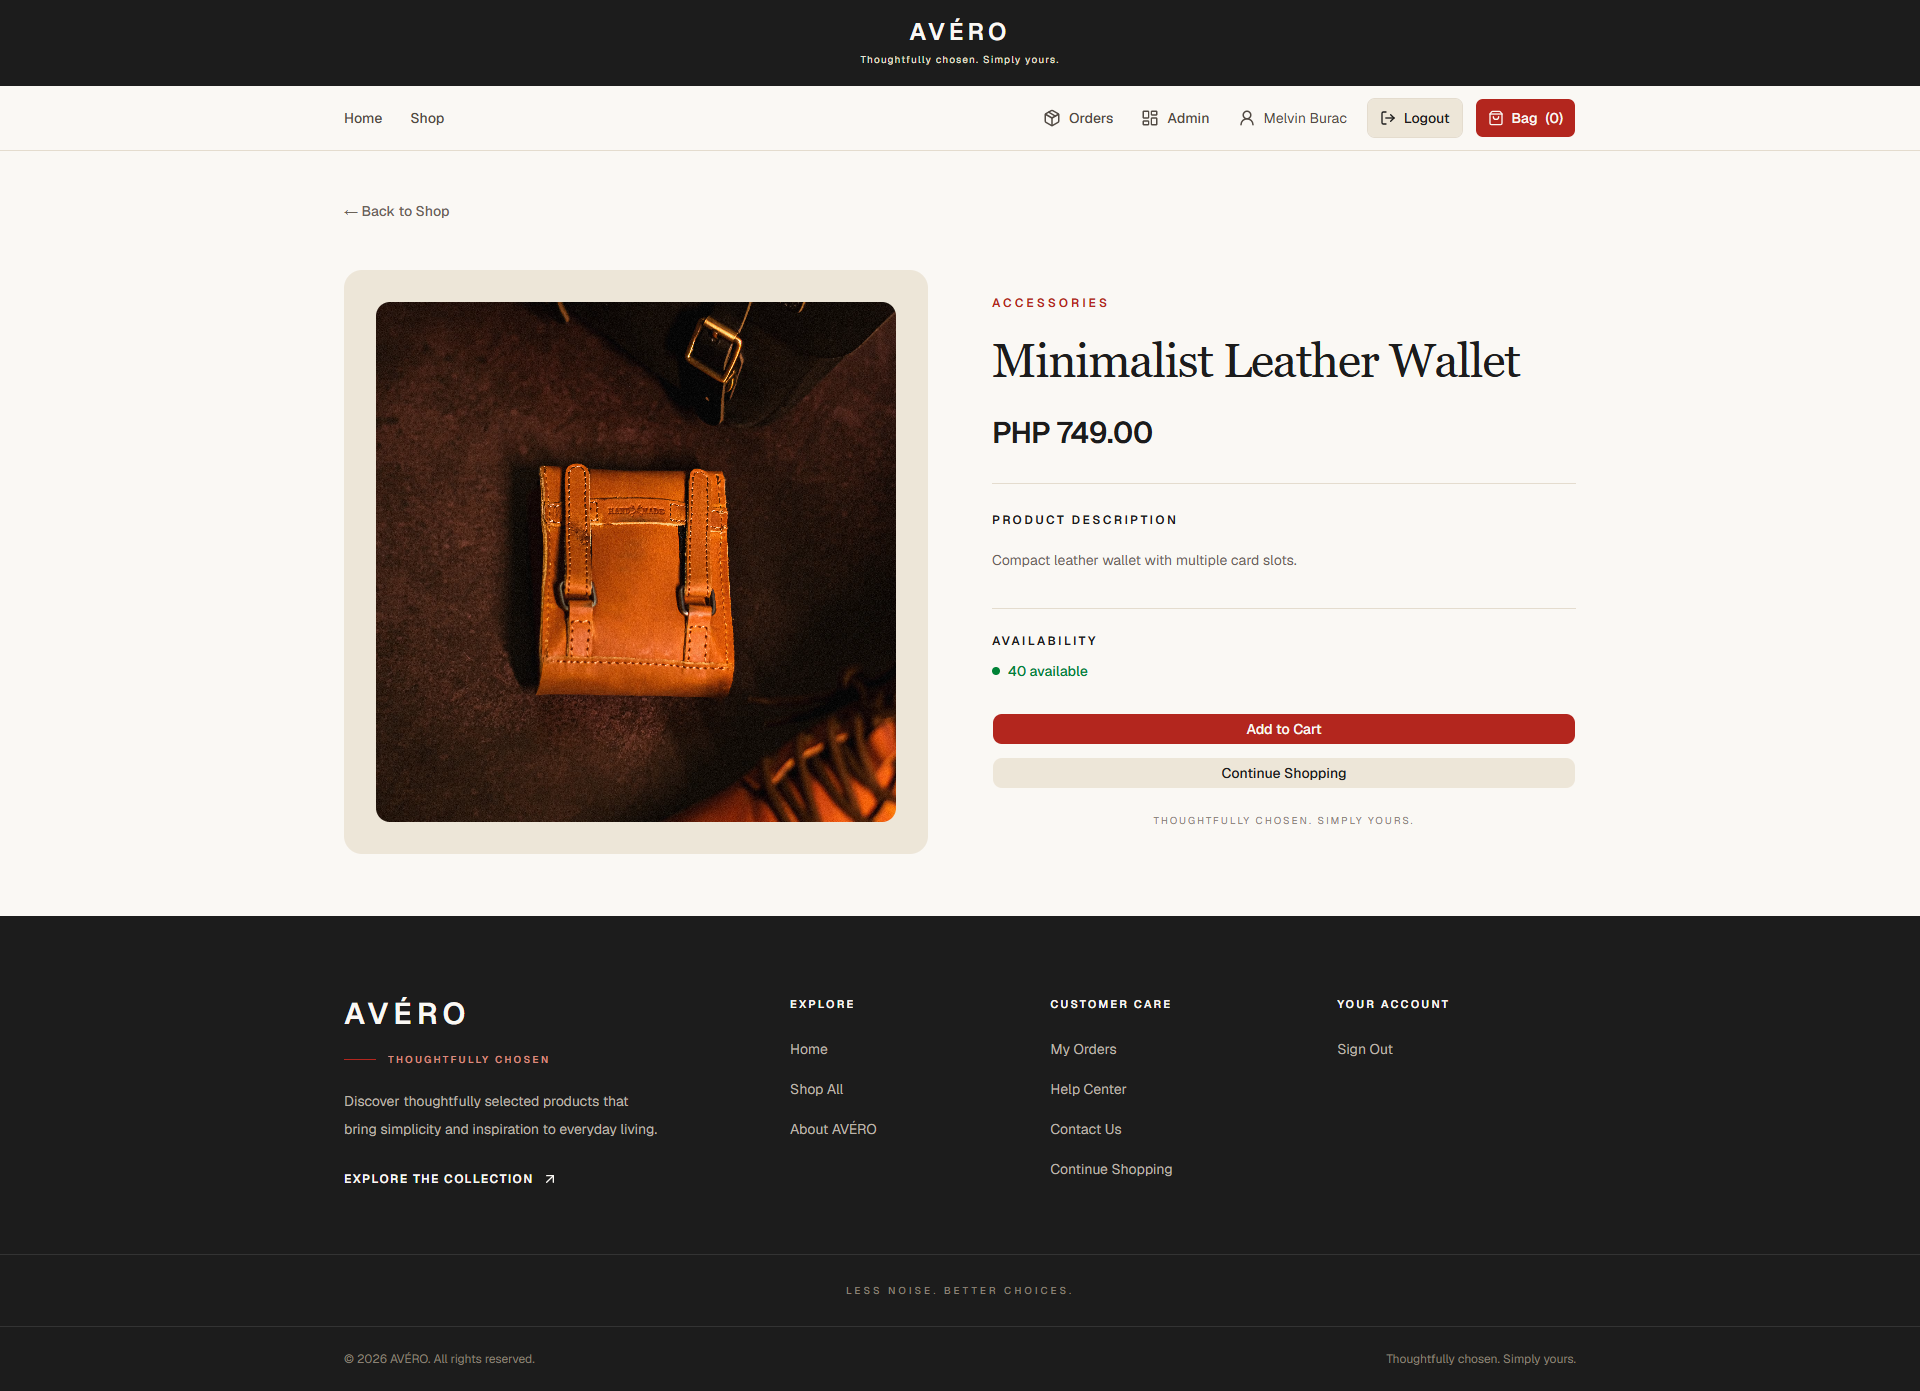 AVÉRO
Thoughtfully chosen. Simply yours.
Home
Shop
Orders
Admin
Melvin Burac
Logout
Bag (0)
← Back to Shop
HANDMADE
ACCESSORIES
Minimalist Leather Wallet
PHP 749.00
PRODUCT DESCRIPTION
Compact leather wallet with multiple card slots.
AVAILABILITY
40 available
Add to Cart
Continue Shopping
THOUGHTFULLY CHOSEN. SIMPLY YOURS.
AVÉRO
THOUGHTFULLY CHOSEN
Discover thoughtfully selected products that
bring simplicity and inspiration to everyday living.
EXPLORE THE COLLECTION
EXPLORE
Home
Shop All
About AVÉRO
CUSTOMER CARE
My Orders
Help Center
Contact Us
Continue Shopping
YOUR ACCOUNT
Sign Out
LESS NOISE. BETTER CHOICES.
© 2026 AVÉRO. All rights reserved.
Thoughtfully chosen. Simply yours.